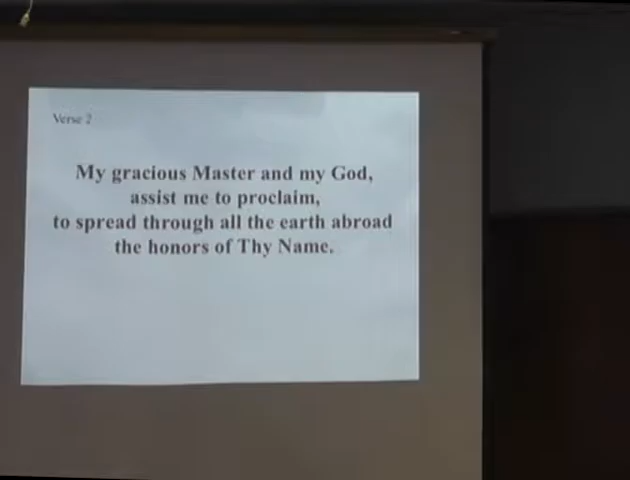 Verse 2
My gracious Master and my God,
assist me to proclaim,
to spread through all the earth abroad
the honors of Thy Name.